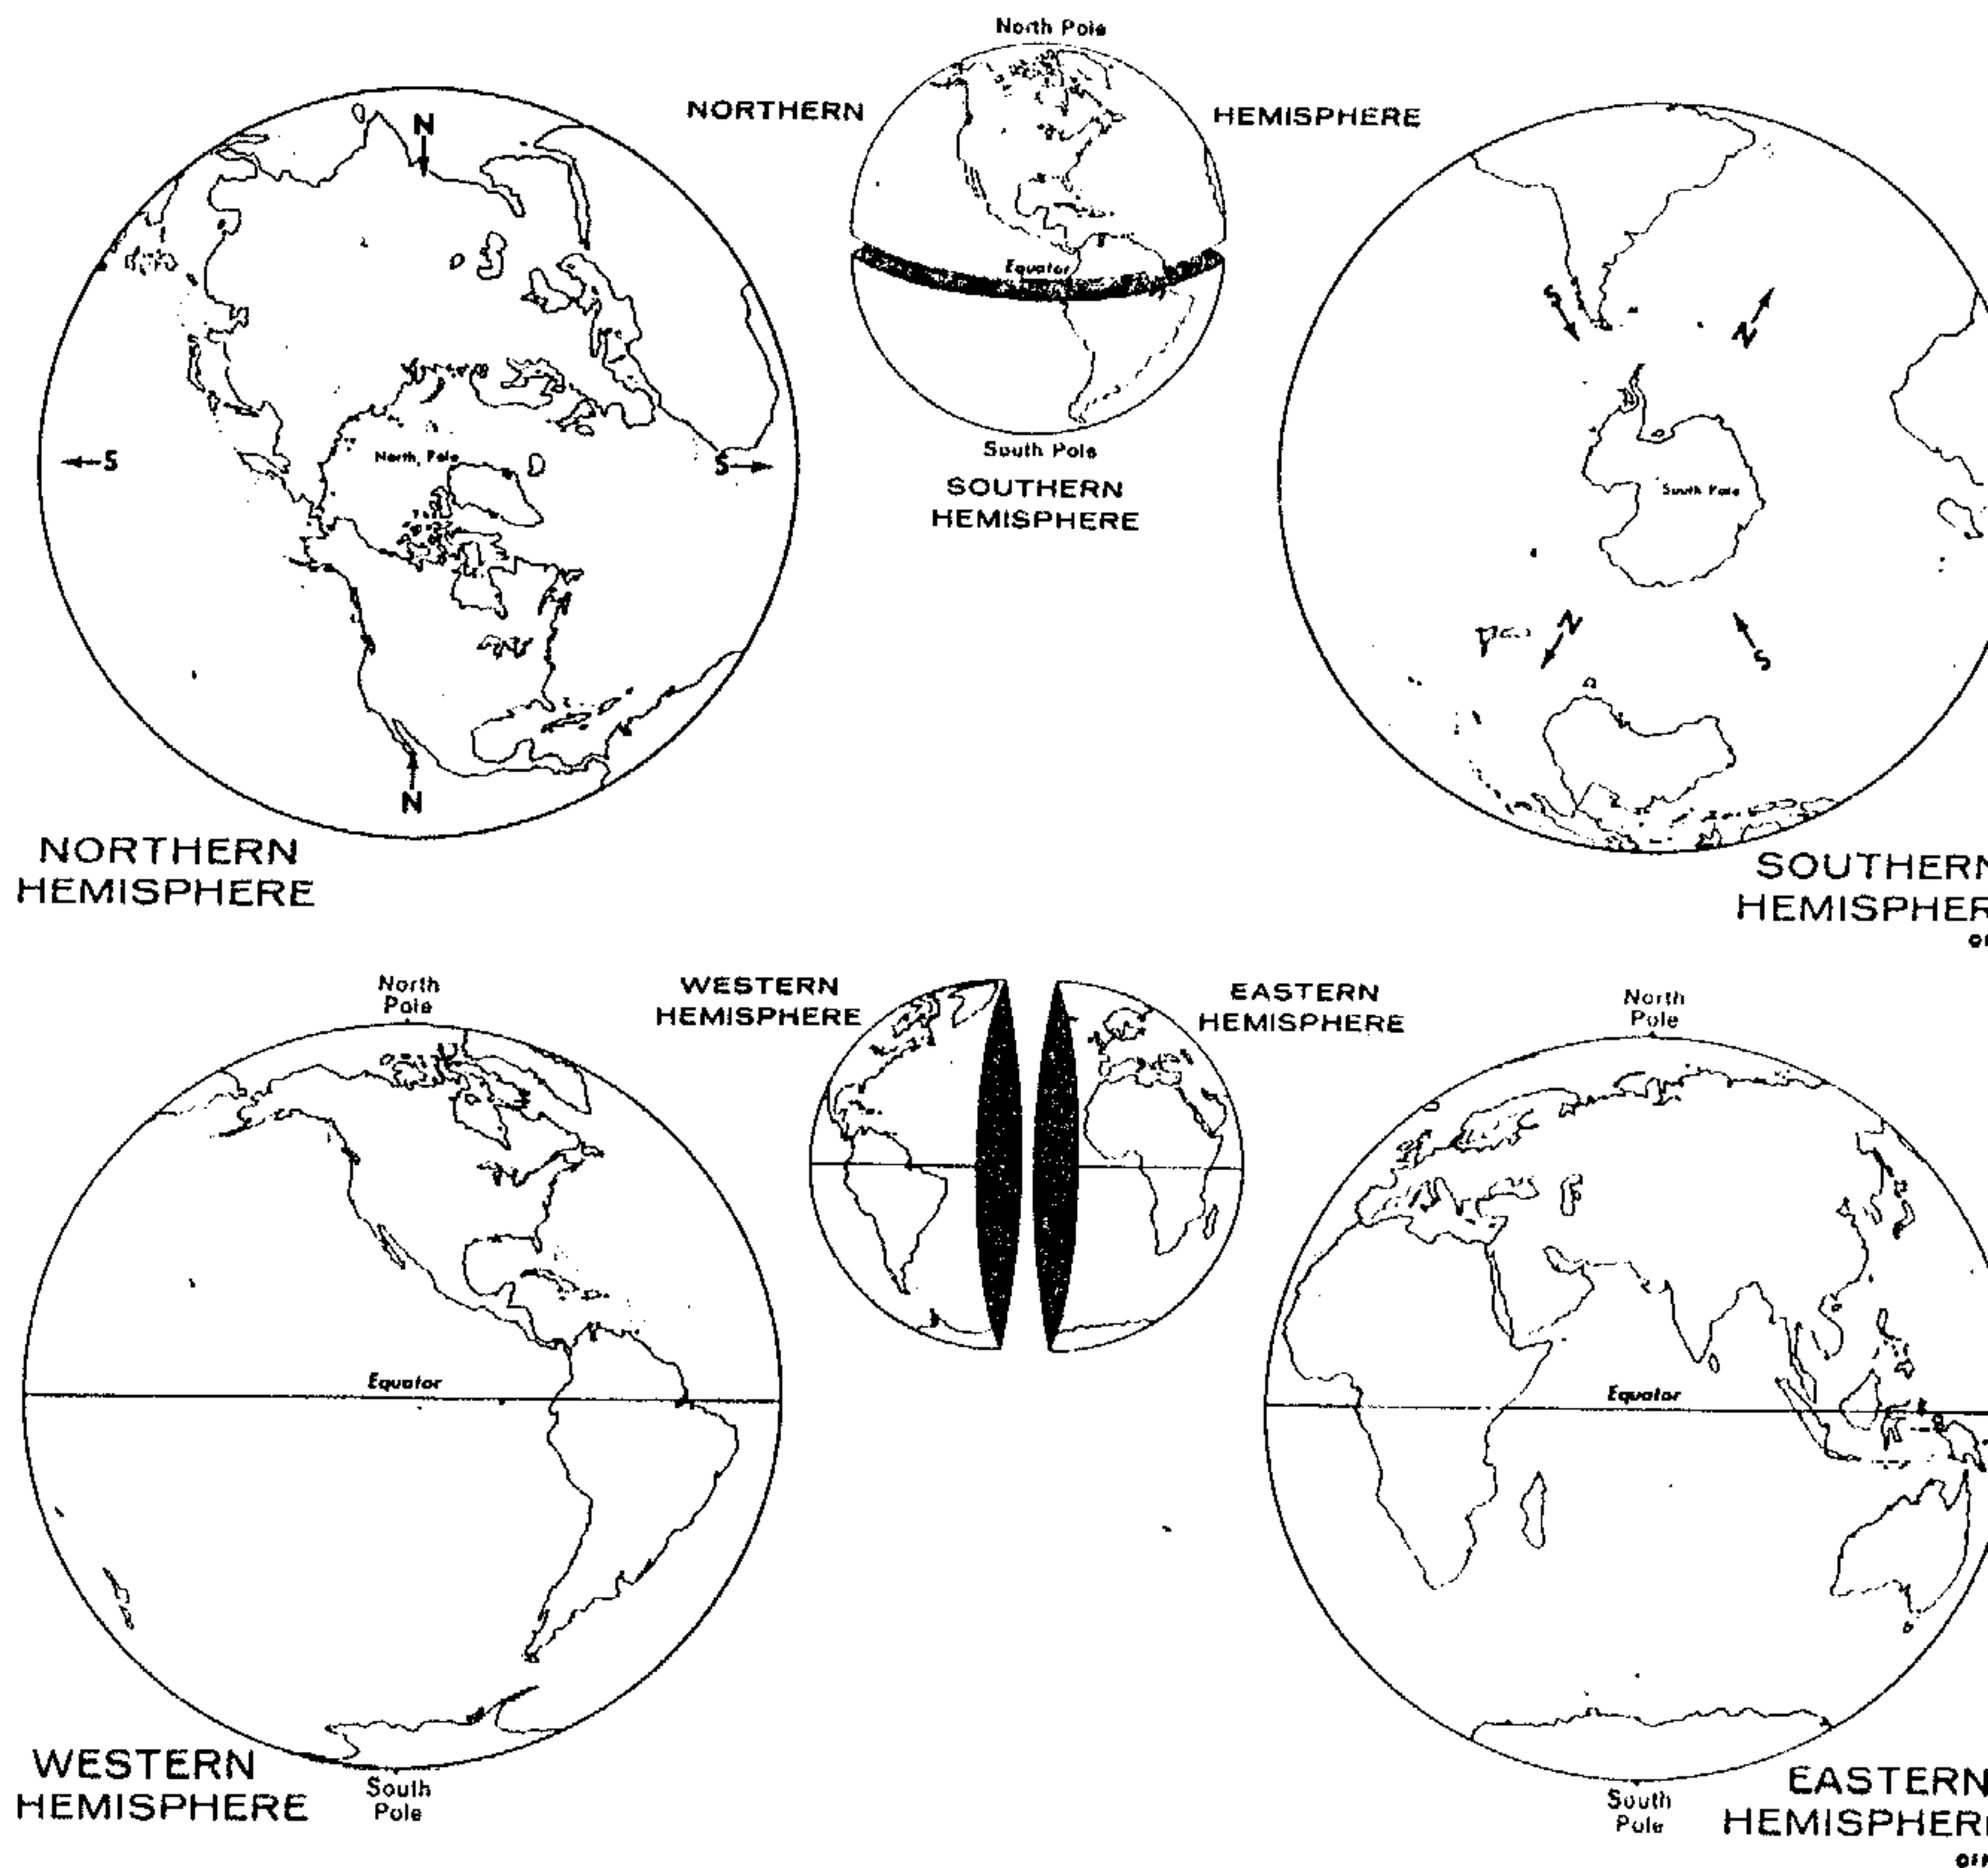 North Pole
NORTHERN HEMISPHERE
Equator
South Pole
SOUTHERN
HEMISPHERE
N
S
S
North Pole
N
NORTHERN
HEMISPHERE
S
N
South Pole
N
S
SOUTHERN
HEMISPHER
WESTERN
HEMISPHERE
EASTERN
HEMISPHERE
North
Pole
Equator
South
Pole
WESTERN
HEMISPHERE
North
Pole
Equator
South
Pole
EASTERN
HEMISPHERE